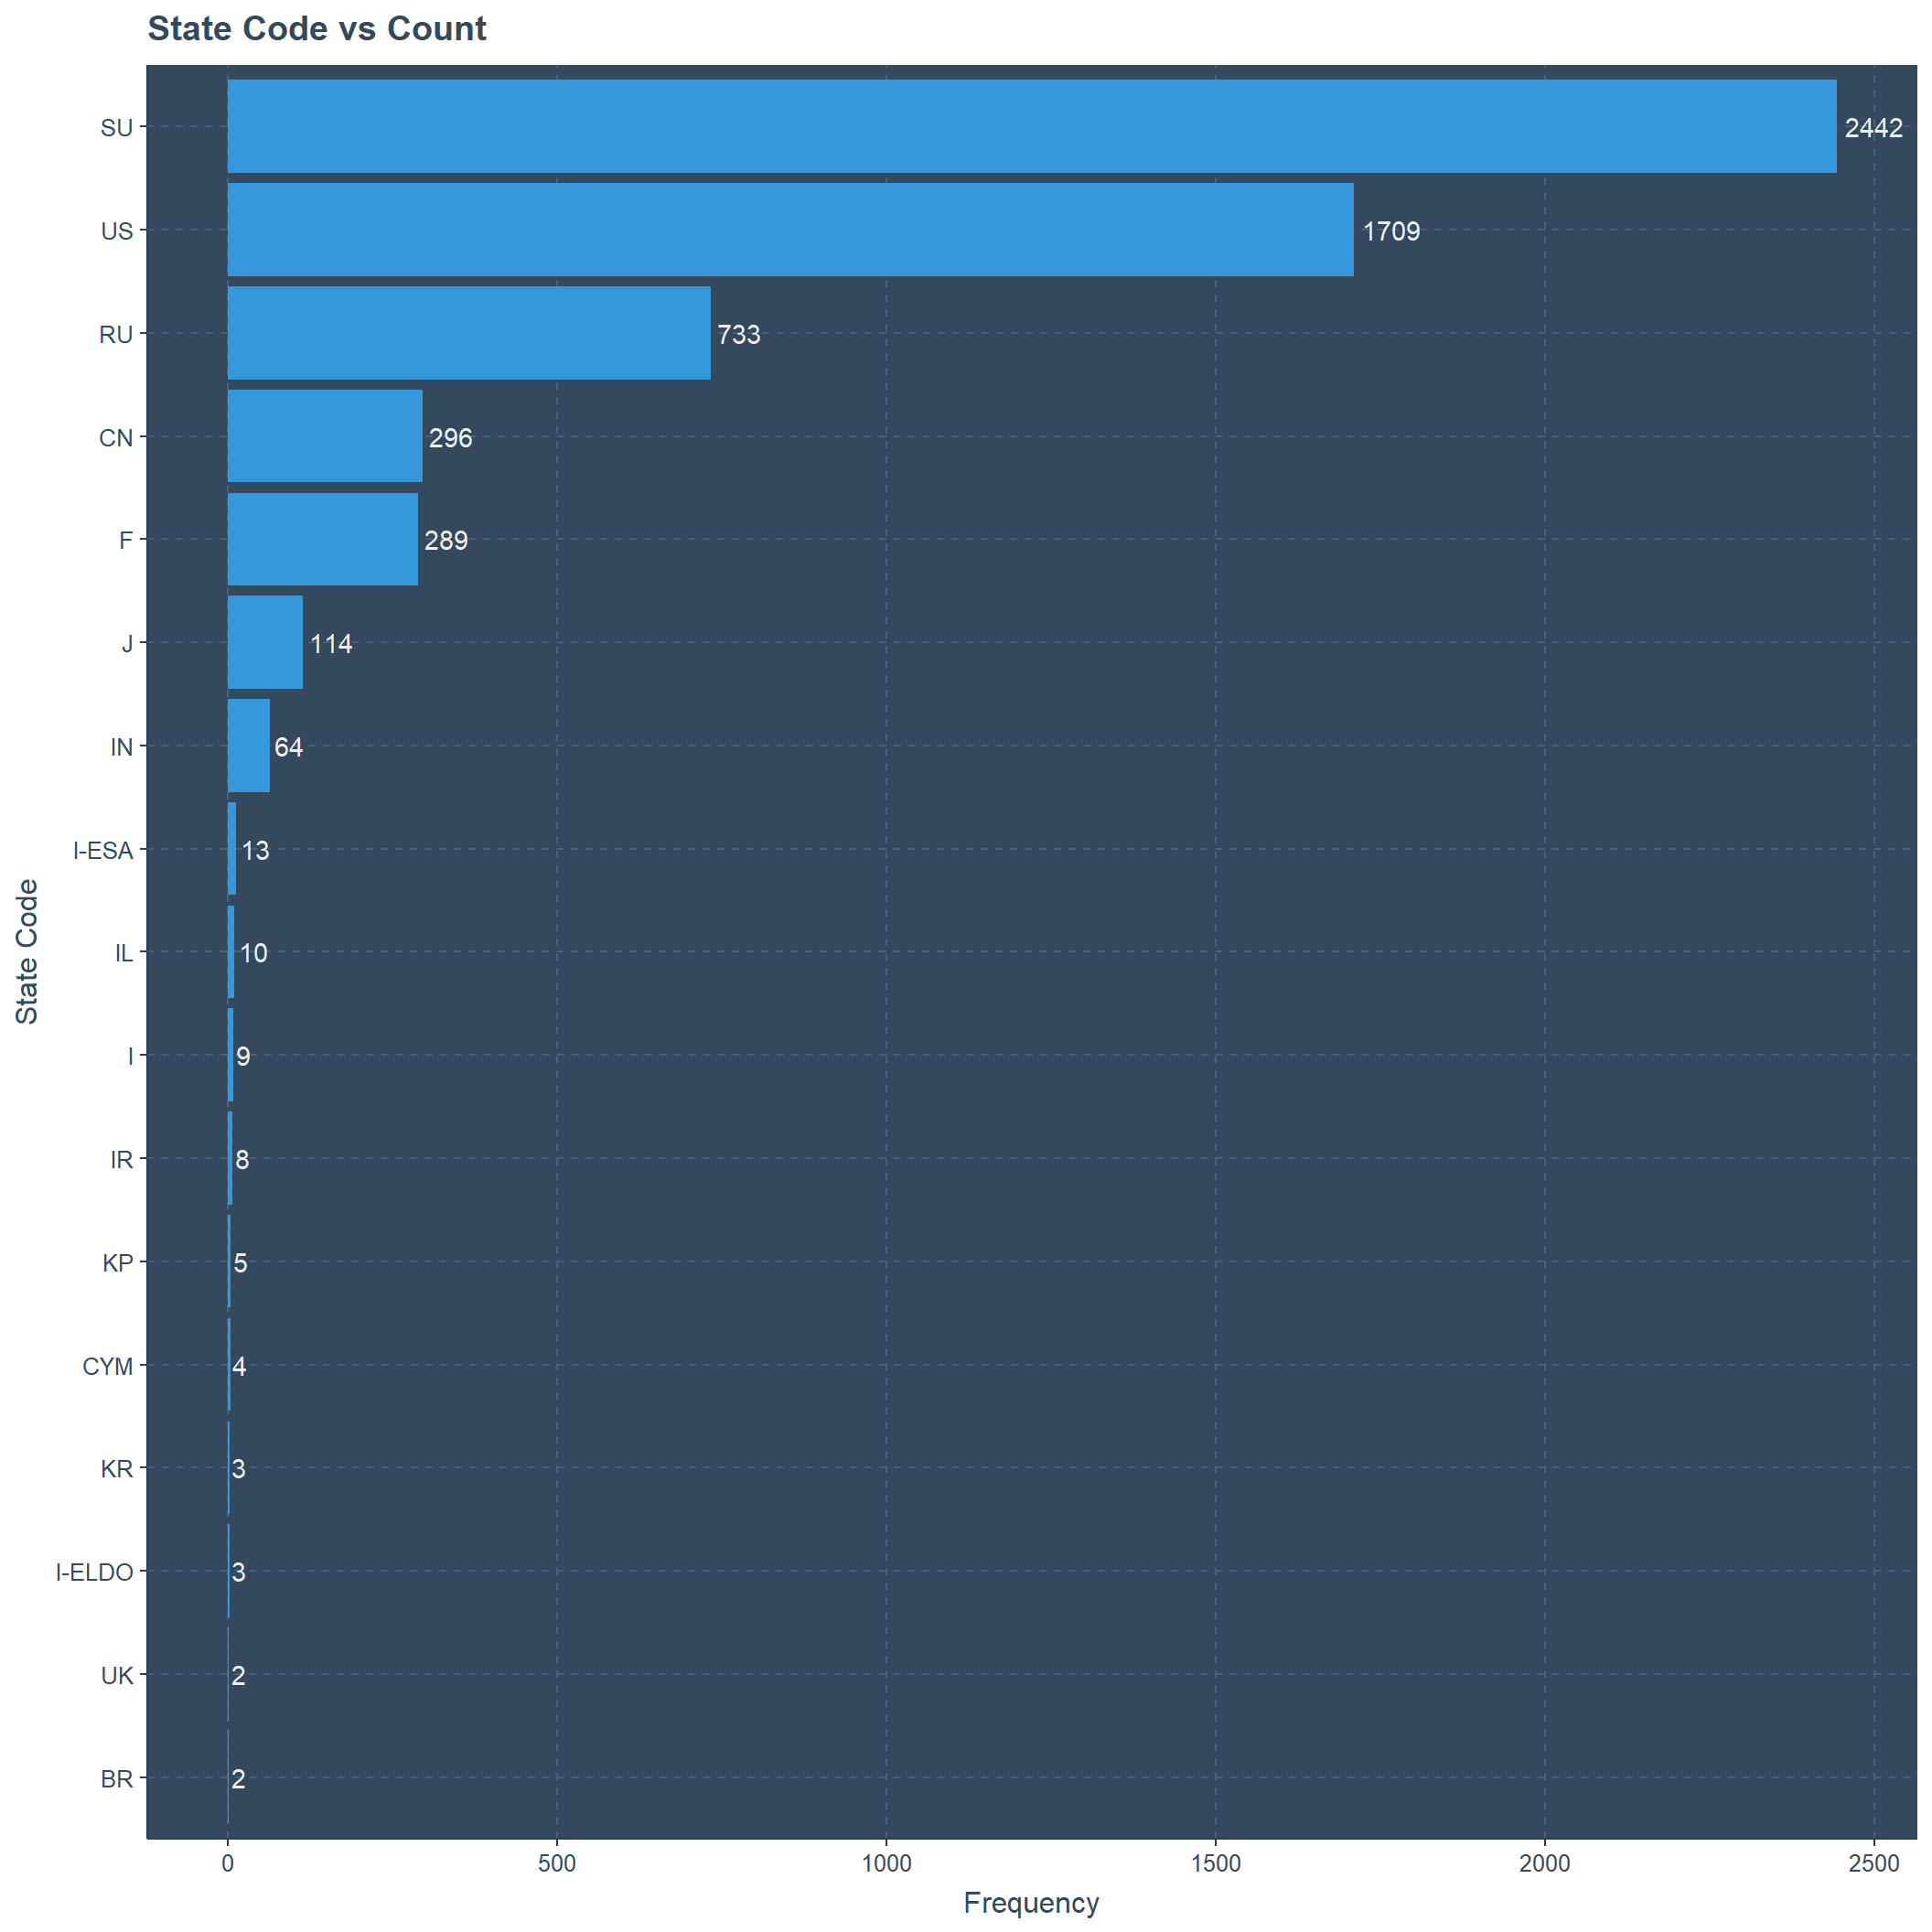 State Code vs Count
SU 2442
US 1709
RU 733
CN 296
F 289
J 114
IN 64
I-ESA 13
IL 10
I 9
IR 8
KP 5
CYM 4
KR 3
I-ELDO 3
UK 2
BR 2
State Code
0 500 1000 1500 2000 2500
Frequency